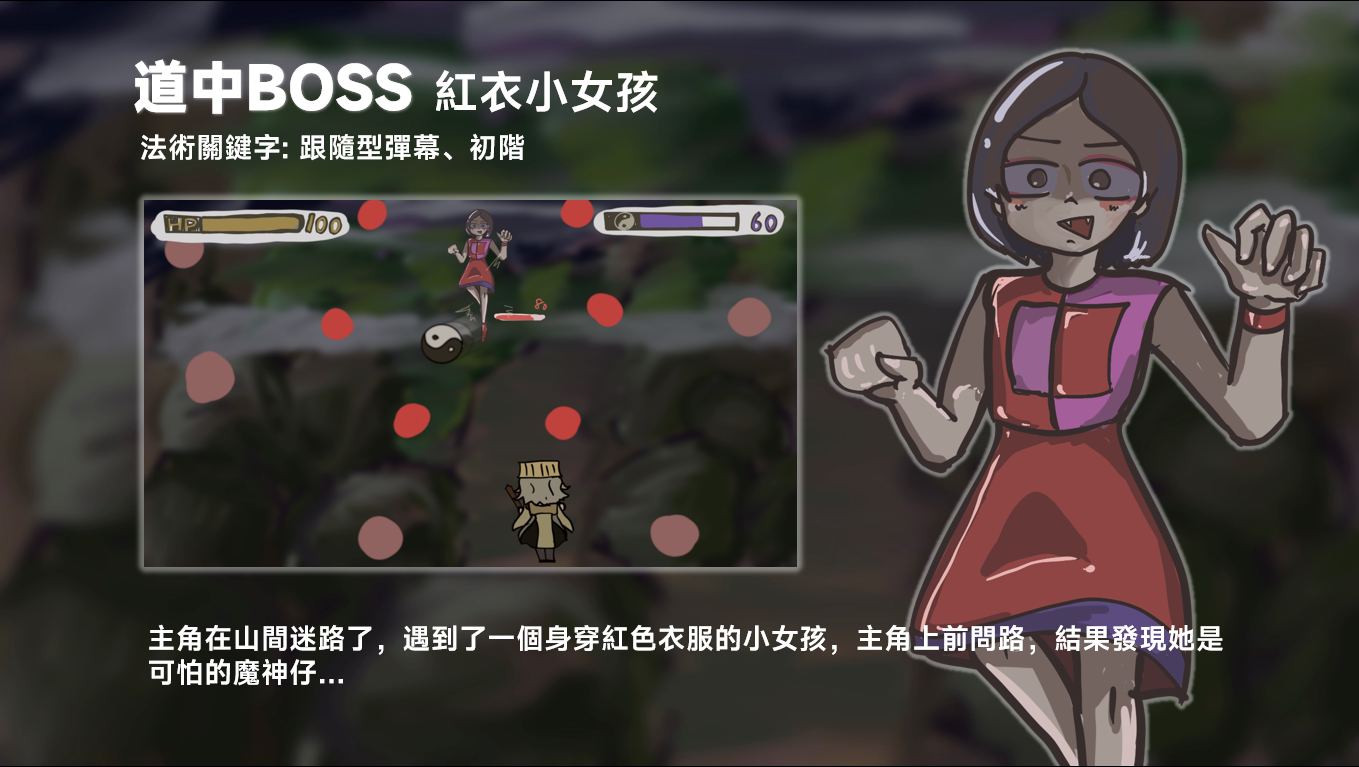 道中BOSS 紅衣小女孩
法術關鍵字: 跟隨型彈幕、初階
HP 100
60
80
主角在山間迷路了，遇到了一個身穿紅色衣服的小女孩，主角上前問路，結果發現她是
可怕的魔神仔...